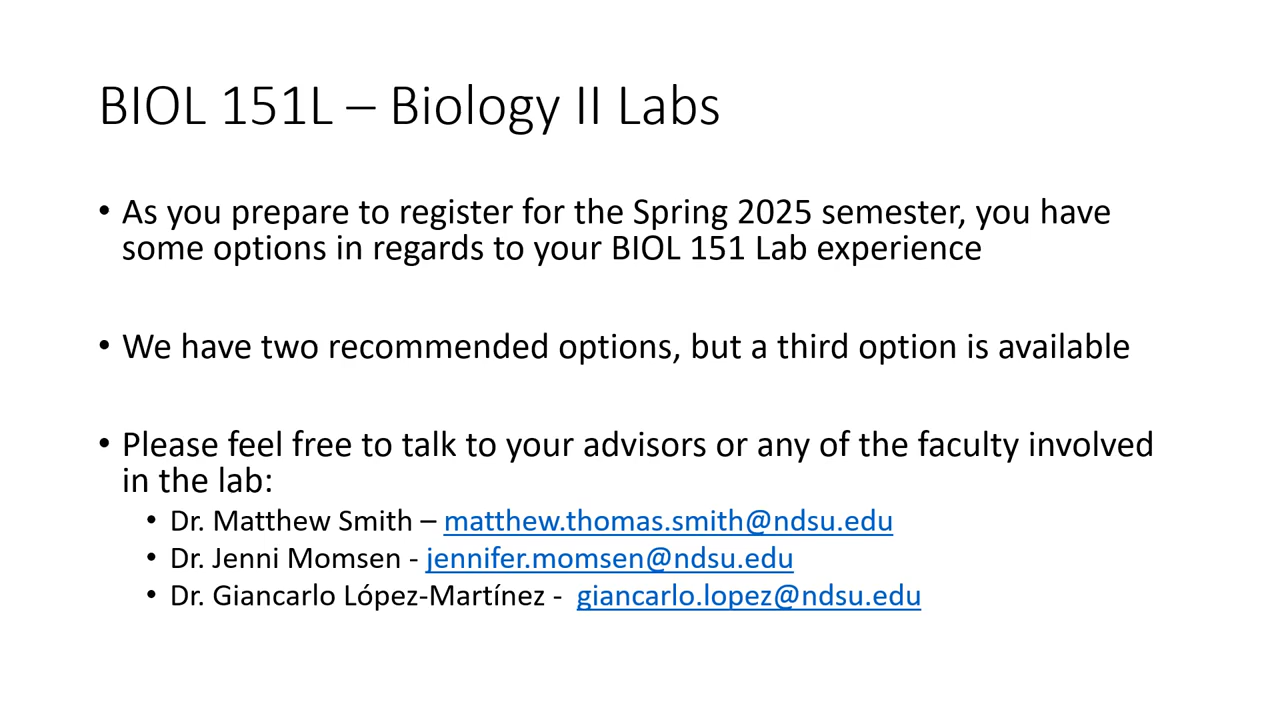 BIOL 151L – Biology II Labs
• As you prepare to register for the Spring 2025 semester, you have
some options in regards to your BIOL 151 Lab experience
• We have two recommended options, but a third option is available
• Please feel free to talk to your advisors or any of the faculty involved
in the lab:
• Dr. Matthew Smith – matthew.thomas.smith@ndsu.edu
• Dr. Jenni Momsen - jennifer.momsen@ndsu.edu
• Dr. Giancarlo López-Martínez - giancarlo.lopez@ndsu.edu